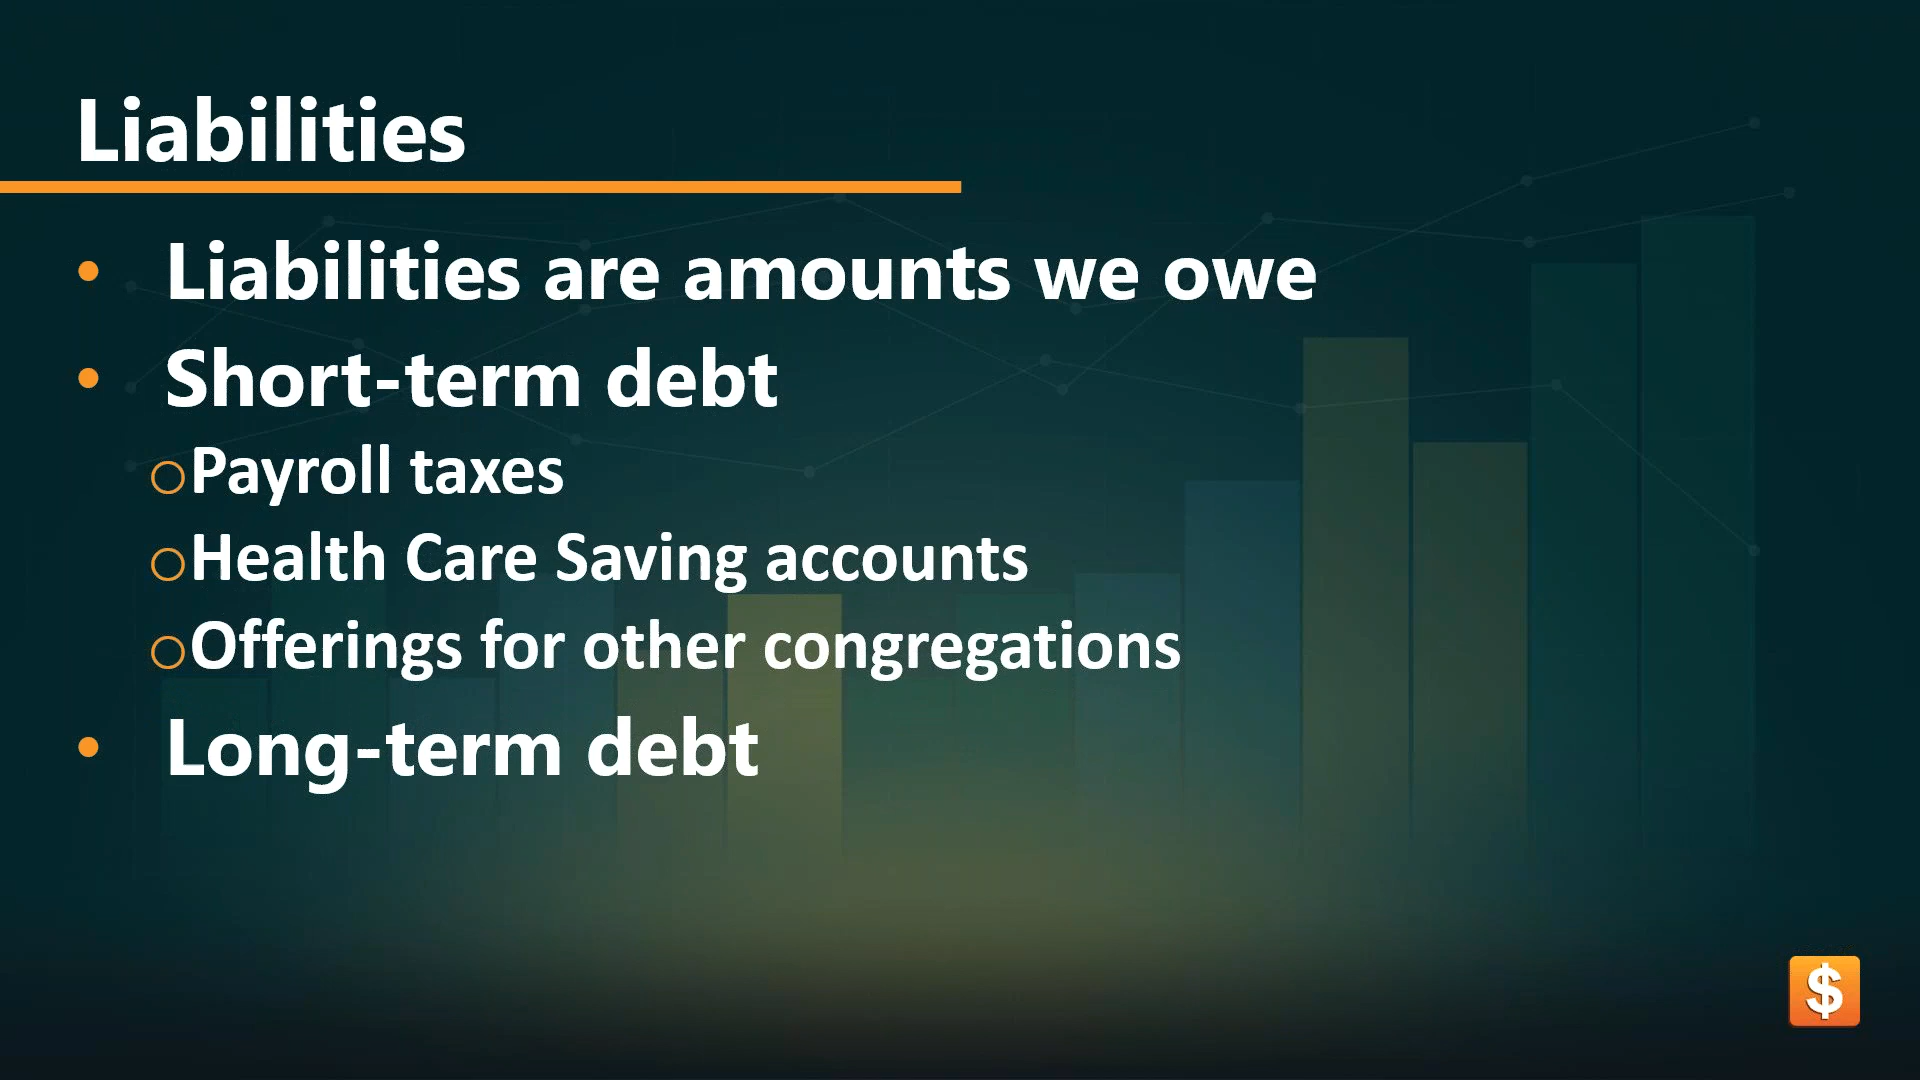 Liabilities
• Liabilities are amounts we owe
• Short-term debt
o Payroll taxes
o Health Care Saving accounts
o Offerings for other congregations
• Long-term debt
$